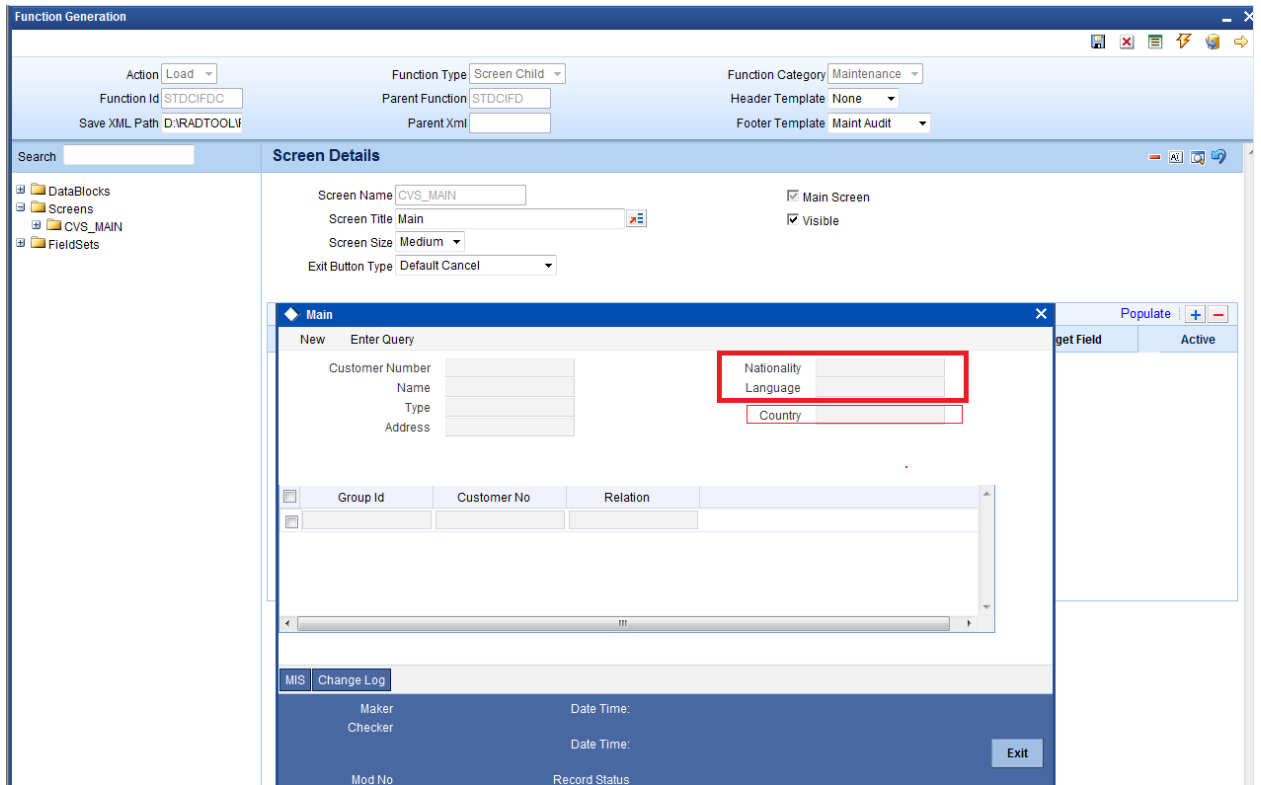 Function Generation
Action Load Function Type Screen Child Function Category Maintenance
Function Id STDCIFDC Parent Function STDCIFD Header Template None
Save XML Path D:\RADTOOL\ Parent Xml Footer Template Maint Audit
Search Screen Details
DataBlocks
Screens
CVS_MAIN
FieldSets
Screen Name CVS_MAIN Main Screen
Screen Title Main Visible
Screen Size Medium
Exit Button Type Default Cancel
Main Populate
New Enter Query get Field Active
Customer Number Nationality
Name Language
Type Country
Address
Group Id Customer No Relation
MIS Change Log
Maker Date Time:
Checker
Date Time:
Exit
Mod No Record Status